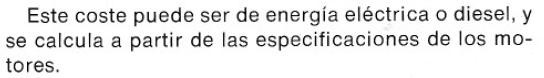 Este coste puede ser de energía eléctrica o diesel, y
se calcula a partir de las especificaciones de los mo-
tores.